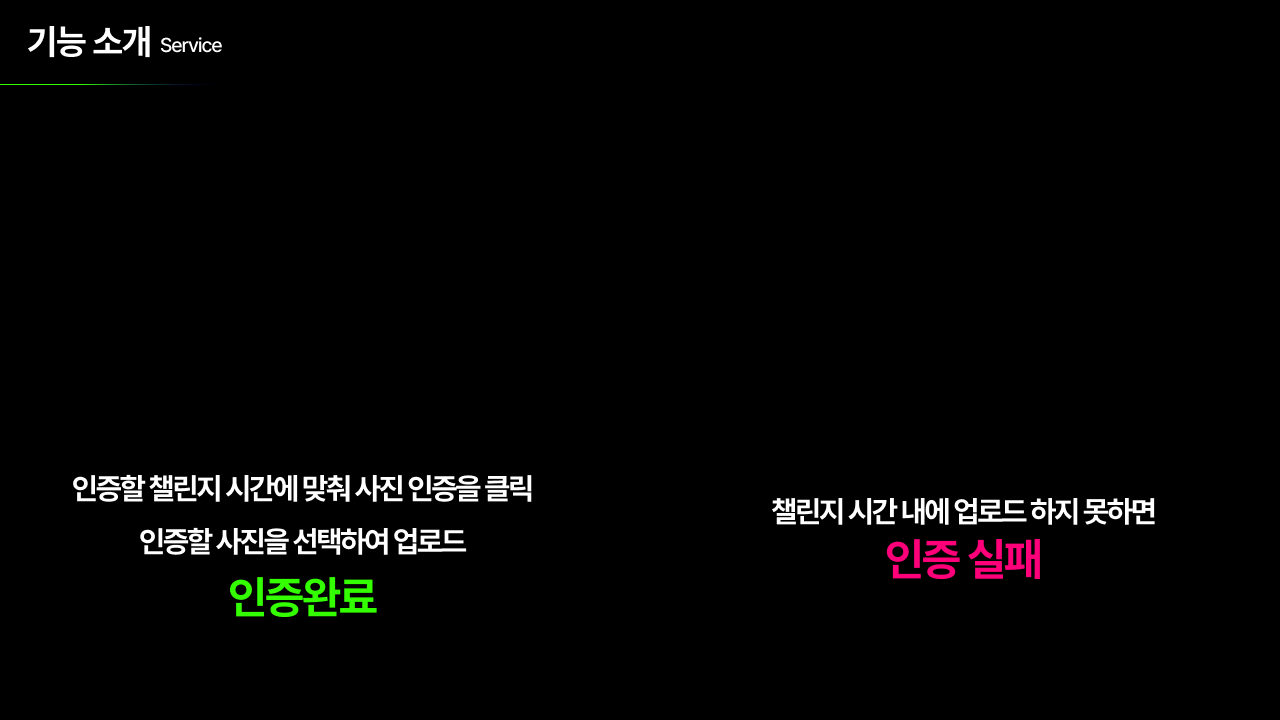 기능 소개 Service
인증할 챌린지 시간에 맞춰 사진 인증을 클릭
인증할 사진을 선택하여 업로드
인증완료
챌린지 시간 내에 업로드 하지 못하면
인증 실패